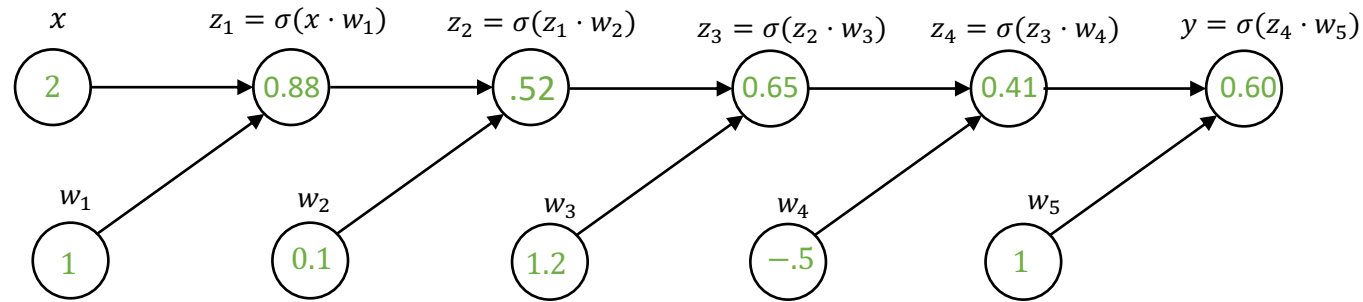 x z₁ = σ(x · w₁) z₂ = σ(z₁ · w₂) z₃ = σ(z₂ · w₃) z₄ = σ(z₃ · w₄) y = σ(z₄ · w₅)
2 0.88 .52 0.65 0.41 0.60
w₁ w₂ w₃ w₄ w₅
1 0.1 1.2 −.5 1